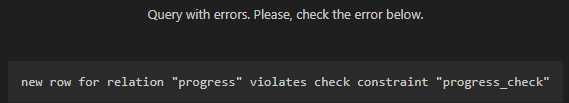 Query with errors. Please, check the error below.
new row for relation "progress" violates check constraint "progress_check"